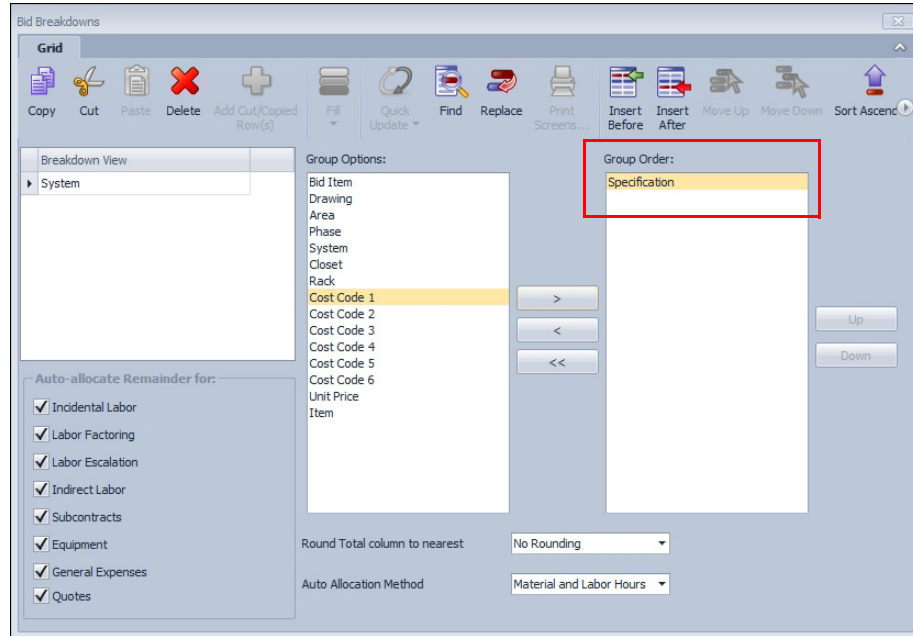 Bid Breakdowns
Grid
Copy
Cut
Paste
Delete
Add Cut/Copied
Row(s)
Fill
Quick
Update
Find
Replace
Print
Screens...
Insert
Before
Insert
After
Move Up
Move Down
Sort Ascenc
Breakdown View
System
Auto-allocate Remainder for:
Incidental Labor
Labor Factoring
Labor Escalation
Indirect Labor
Subcontracts
Equipment
General Expenses
Quotes
Group Options:
Bid Item
Drawing
Area
Phase
System
Closet
Rack
Cost Code 1
Cost Code 2
Cost Code 3
Cost Code 4
Cost Code 5
Cost Code 6
Unit Price
Item
>
<
<<
Group Order:
Specification
Up
Down
Round Total column to nearest
No Rounding
Auto Allocation Method
Material and Labor Hours